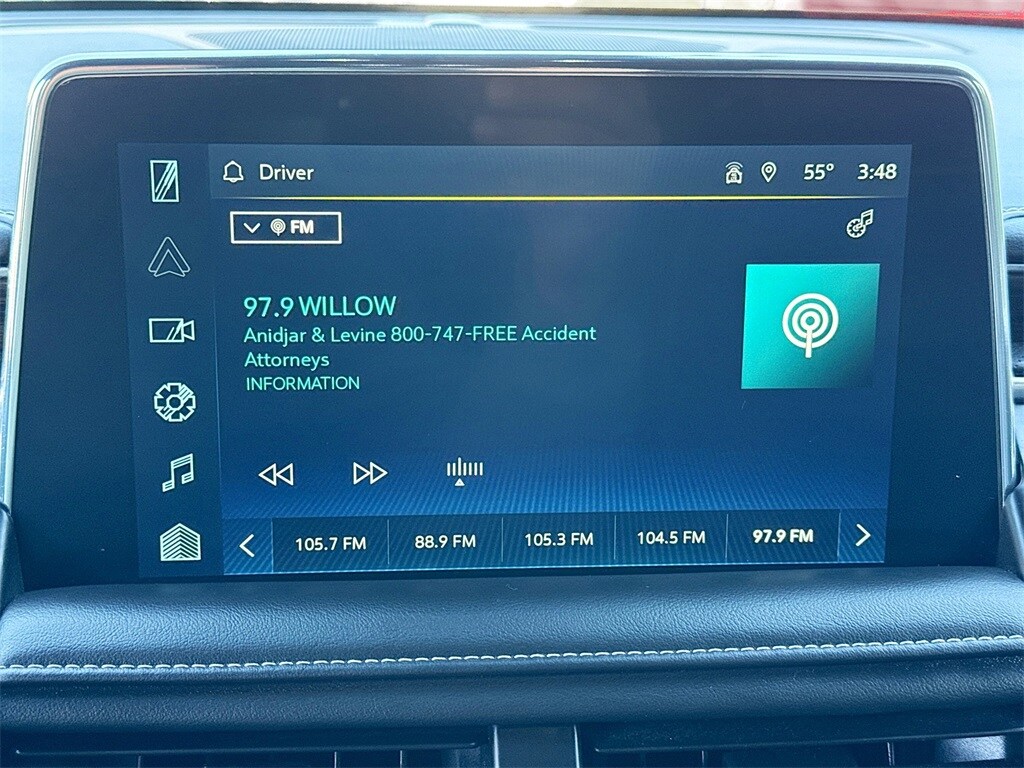 Driver
55° 3:48
FM
97.9 WILLOW
Anidjar & Levine 800-747-FREE Accident
Attorneys
INFORMATION
105.7 FM 88.9 FM 105.3 FM 104.5 FM 97.9 FM